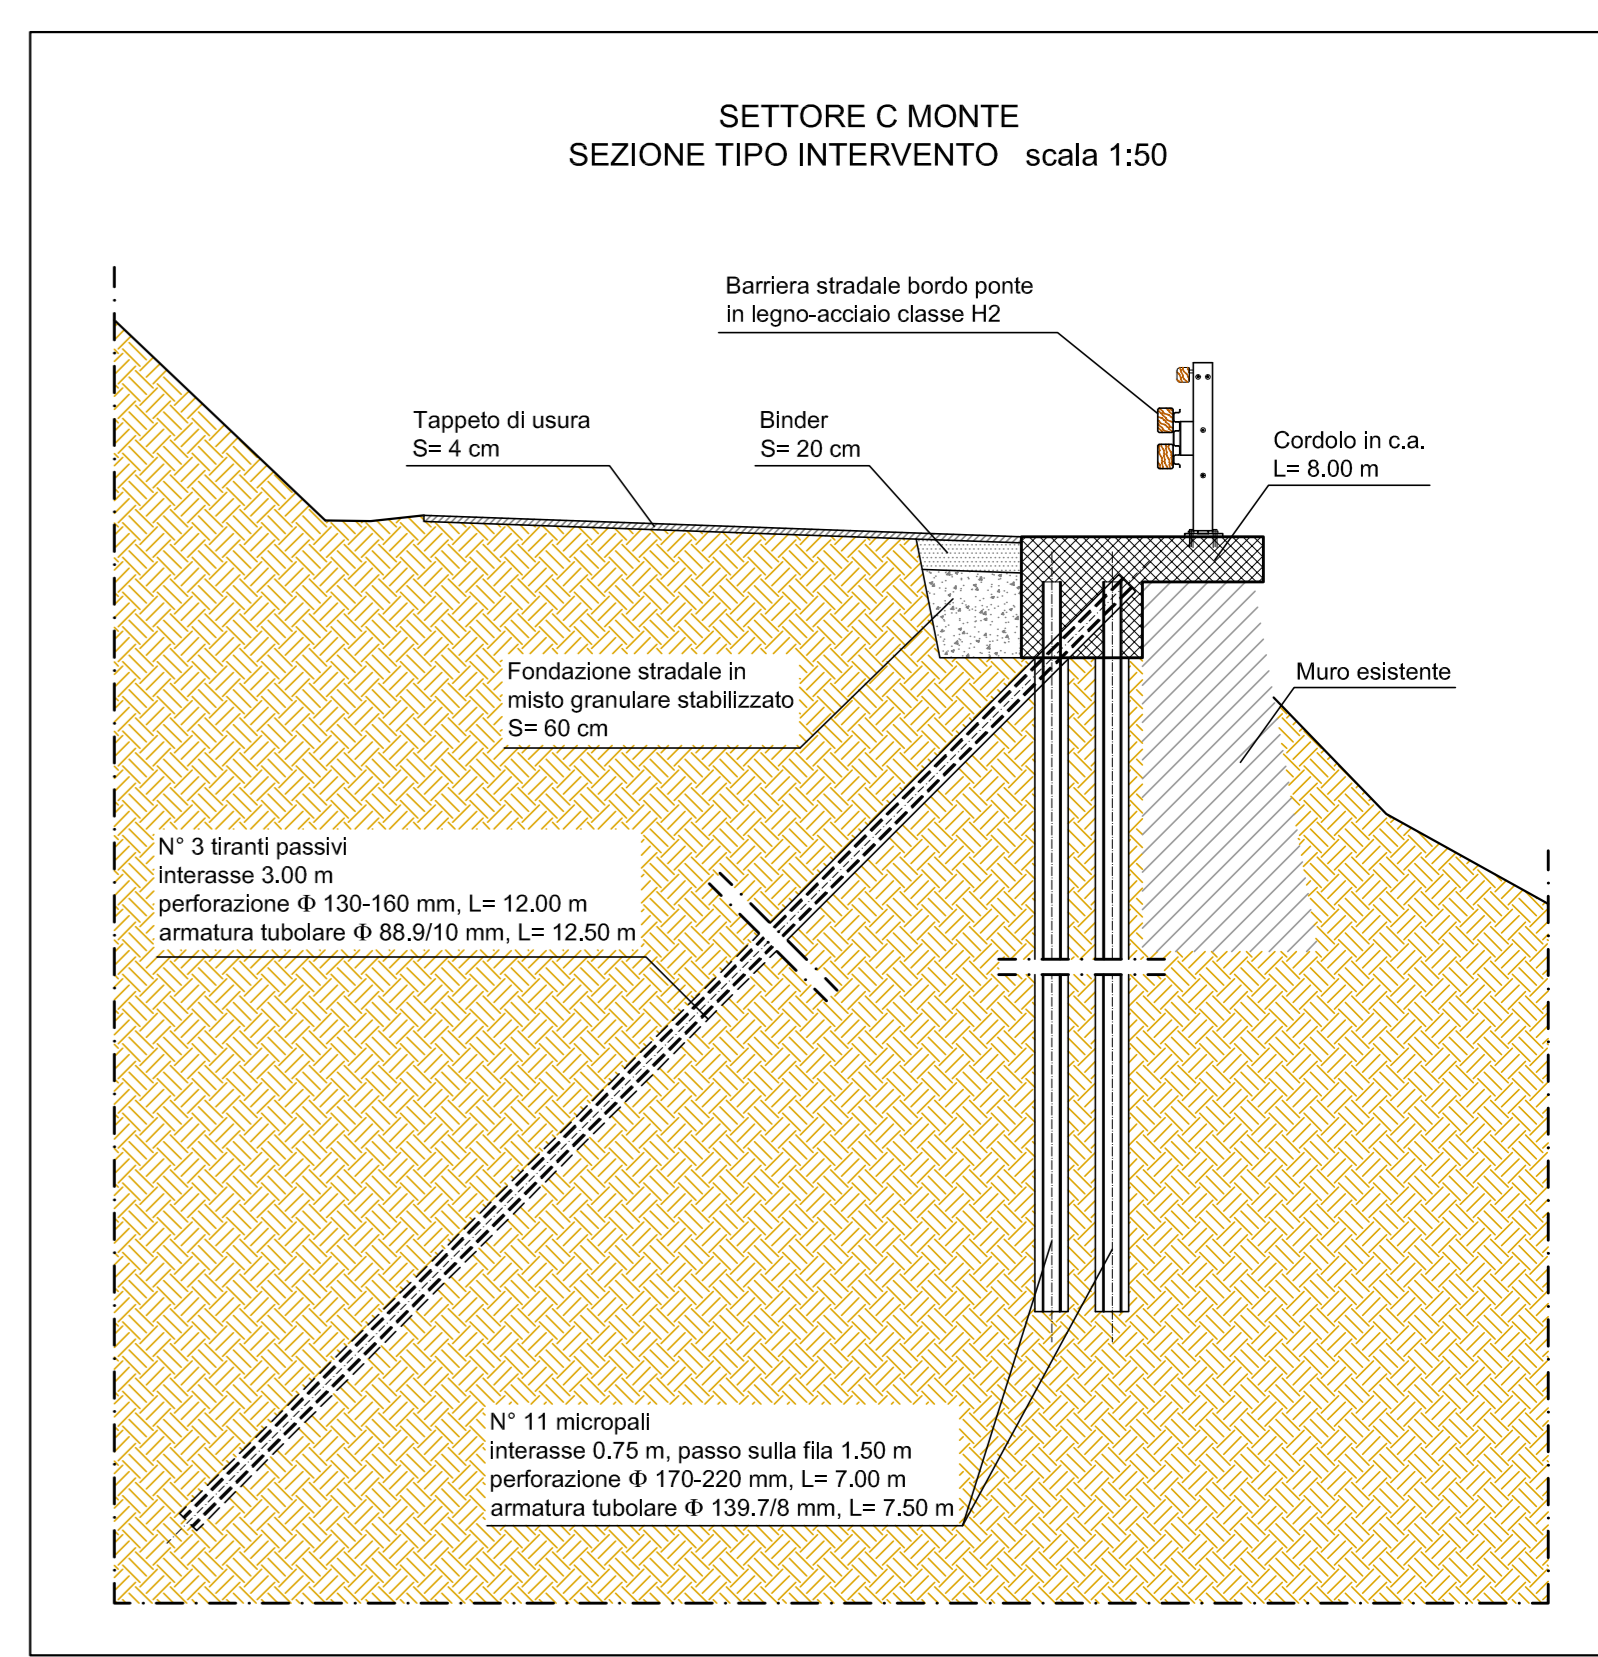 SETTORE C MONTE
SEZIONE TIPO INTERVENTO scala 1:50
Barriera stradale bordo ponte
in legno-acciaio classe H2
Tappeto di usura
S= 4 cm
Binder
S= 20 cm
Cordolo in c.a.
L= 8.00 m
Fondazione stradale in
misto granulare stabilizzato
S= 60 cm
Muro esistente
N° 3 tiranti passivi
interasse 3.00 m
perforazione Φ 130-160 mm, L= 12.00 m
armatura tubolare Φ 88.9/10 mm, L= 12.50 m
N° 11 micropali
interasse 0.75 m, passo sulla fila 1.50 m
perforazione Φ 170-220 mm, L= 7.00 m
armatura tubolare Φ 139.7/8 mm, L= 7.50 m